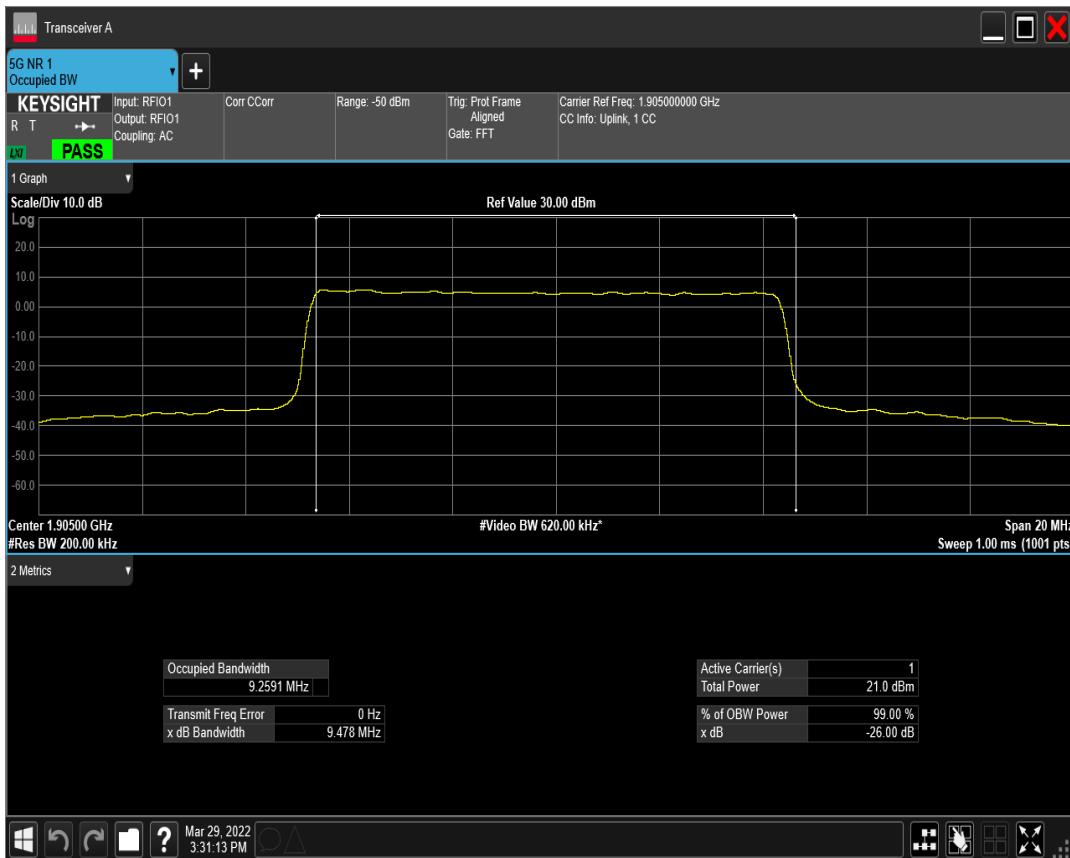 Transceiver A
5G NR 1
Occupied BW
+
KEYSIGHT
R T
LXI
PASS
Input: RFIO1
Output: RFIO1
Coupling: AC
Corr CCorr
Range: -50 dBm
Trig: Prot Frame
Aligned
Gate: FFT
Carrier Ref Freq: 1.905000000 GHz
CC Info: Uplink, 1 CC
1 Graph
Scale/Div 10.0 dB
Ref Value 30.00 dBm
Log
20.0
10.0
0.00
-10.0
-20.0
-30.0
-40.0
-50.0
-60.0
Center 1.90500 GHz
#Video BW 620.00 kHz*
Span 20 MHz
#Res BW 200.00 kHz
Sweep 1.00 ms (1001 pts
2 Metrics
Occupied Bandwidth
9.2591 MHz
Transmit Freq Error 0 Hz
x dB Bandwidth 9.478 MHz
Active Carrier(s) 1
Total Power 21.0 dBm
% of OBW Power 99.00 %
x dB -26.00 dB
?
Mar 29, 2022
3:31:13 PM